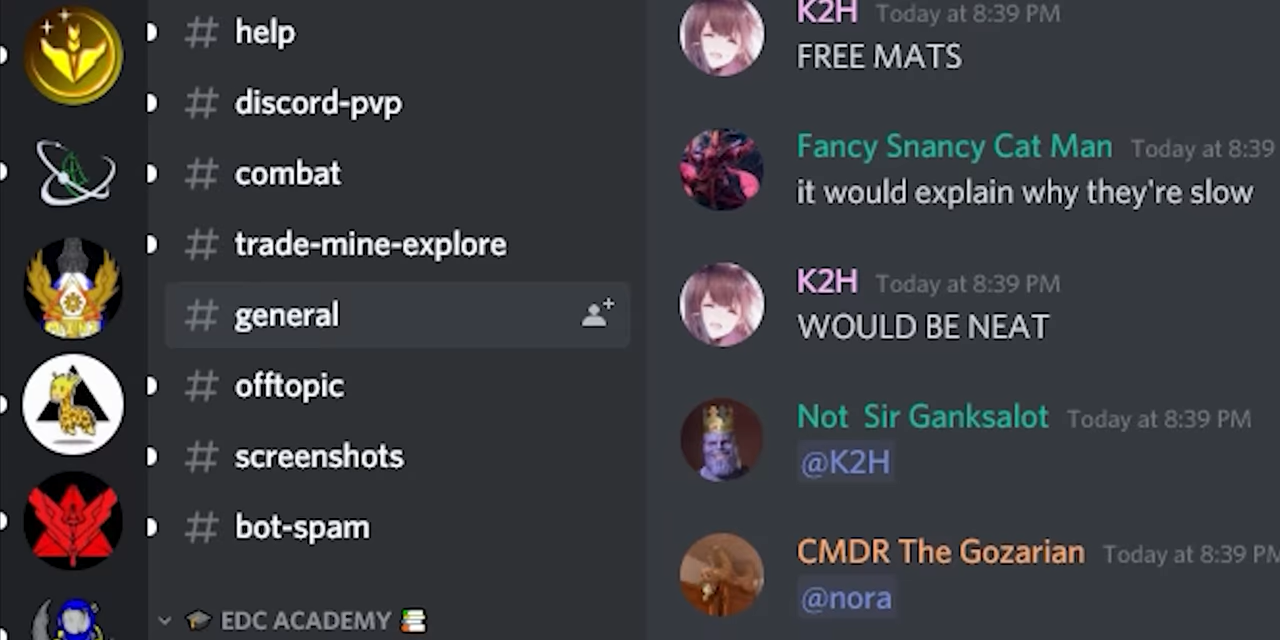 help
discord-pvp
combat
trade-mine-explore
general
offtopic
screenshots
bot-spam
EDC ACADEMY
K2H Today at 8:39 PM
FREE MATS
Fancy Snancy Cat Man Today at 8:39
it would explain why they're slow
K2H Today at 8:39 PM
WOULD BE NEAT
Not Sir Ganksalot Today at 8:39 PM
@K2H
CMDR The Gozarian Today at 8:39 PM
@nora